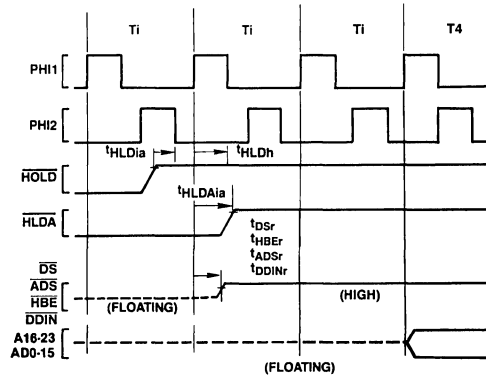 Ti Ti Ti T4
PHI1
PHI2
tHLDia tHLDh
HOLD
tHLDAia
HLDA
tDSr
tHBEr
tADSr
tDDINr
DS
ADS
HBE
DDIN
(FLOATING) (HIGH)
A16-23
AD0-15
(FLOATING)